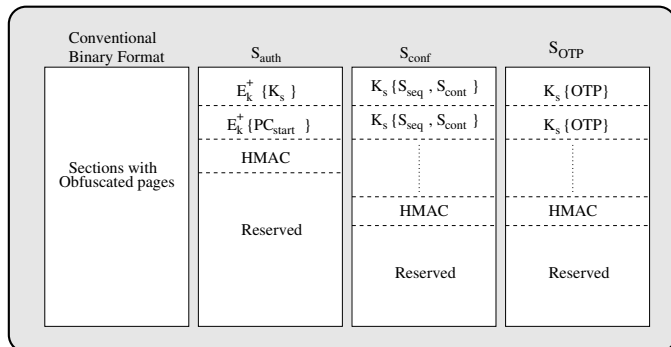 Conventional
Binary Format
S_auth
S_conf
S_OTP
Sections with
Obfuscated pages
E_k^+ {K_s }
E_k^+ {PC_start }
HMAC
Reserved
K_s {S_seq , S_cont }
K_s {S_seq , S_cont }
HMAC
Reserved
K_s {OTP}
K_s {OTP}
HMAC
Reserved